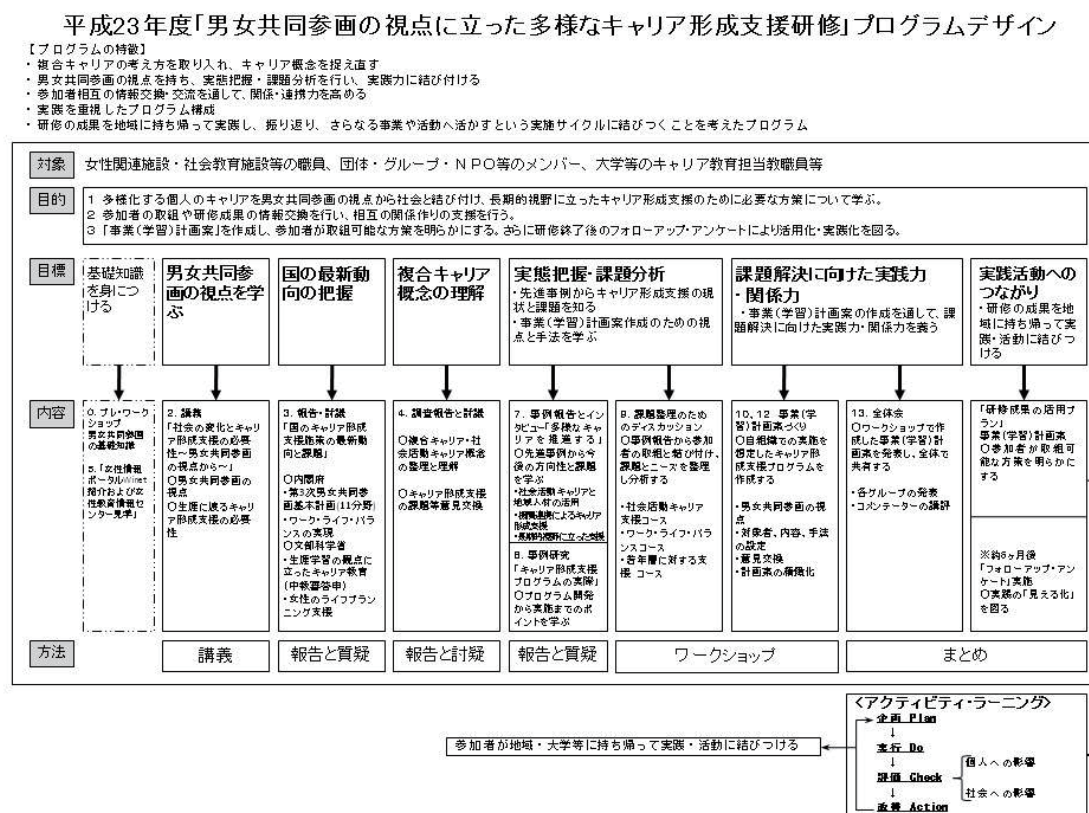 平成23年度「男女共同参画の視点に立った多様なキャリア形成支援研修」プログラムデザイン
【プログラムの特徴】
・複合キャリアの考え方を取り入れ、キャリア概念を捉え直す
・男女共同参画の視点を持ち、実態把握・課題分析を行い、実践力に結び付ける
・参加者相互の情報交換・交流を通して、関係・連携力を高める
・実践を重視したプログラム構成
・研修の成果を地域に持ち帰って実践し、振り返り、さらなる事業や活動へ活かすという実施サイクルに結びつくことを考えたプログラム
対象
女性関連施設・社会教育施設等の職員、団体・グループ・NPO等のメンバー、大学等のキャリア教育担当教職員等
目的
1 多様化する個人のキャリアを男女共同参画の視点から社会と結び付け、長期的視野に立ったキャリア形成支援のために必要な方策について学ぶ。
2 参加者の取組や研修成果の情報交換を行い、相互の関係作りの支援を行う。
3 「事業(学習)計画案」を作成し、参加者が取組可能な方策を明らかにする。さらに研修終了後のフォローアップ・アンケートにより活用化・実践化を図る。
目標
基礎知識
を身につ
ける
男女共同参
画の視点を学
ぶ
国の最新動
向の把握
複合キャリア
概念の理解
実態把握・課題分析
・先進事例からキャリア形成支援の現
状と課題を知る
・事業(学習)計画案作成のための視
点と手法を学ぶ
課題解決に向けた実践力
・関係力
・事業(学習)計画案の作成を通して、課
題解決に向けた実践力・関係力を養う
実践活動への
つながり
・研修の成果を地
域に持ち帰って実
践・活動に結びつ
ける
内容
0. プレ・ワーク
ショップ
男女共同参画
の基礎知識
5. 「女性情報
ポータルWinet
紹介および女
性教育情報セ
ンター見学」
2. 講義
「社会の変化とキャリ
ア形成支援の必要
性~男女共同参画
の視点から~」
○男女共同参画の
視点
○生涯に渡るキャリ
ア形成支援の必要
性
3. 報告・討議
「国のキャリア形成
支援施策の最新動
向と課題」
○内閣府
・第3次男女共同参
画基本計画(11分野)
・ワーク・ライフ・バラ
ンスの実現
○文部科学省
・生涯学習の観点に
立ったキャリア教育
(中教審答申)
・女性のライフプラン
ニング支援
4. 調査報告と討議
○複合キャリア・社
会活動キャリア概念
の整理と理解
○キャリア形成支援
の課題等意見交換
7. 事例報告とイン
タビュー「多様なキャ
リアを推進する」
○先進事例から今
後の方向性と課題
を学ぶ
・社会活動キャリアと
地域人材の活用
・機関連携によるキャリア
形成支援
・長期的視野に立った支援
8. 事例研究
「キャリア形成支援
プログラムの実際」
○プログラム開発
から実施までのポ
イントを学ぶ
9. 課題整理のため
のディスカッション
○事例報告から参加
者の取組と結び付け、
課題とニーズを整理
し分析する
・社会活動キャリア
支援コース
・ワーク・ライフ・バラ
ンスコース
・若年層に対する支
援 コース
10,12 事業(学
習)計画案づくり
○自組織での実施を
想定したキャリア形
成支援プログラムを
作成する
・男女共同参画の視
点
・対象者、内容、手法
の設定
・意見交換
・計画案の精微化
13. 全体会
○ワークショップで作
成した事業(学習)計
画案を発表し、全体で
共有する
・各グループの発表
・コメンテーターの講評
「研修成果の活用プ
ラン」
事業(学習)計画案
○参加者が取組可
能な方策を明らかに
する
※約6ヶ月後
「フォローアップ・アン
ケート」実施
○実践の「見える化」
を図る
方法
講義
報告と質疑
報告と討疑
報告と質疑
ワークショップ
まとめ
<アクティビティ・ラーニング>
企画 Plan
↓
参加者が地域・大学等に持ち帰って実践・活動に結びつける
実行 Do
↓
個人への影響
評価 Check
↓
社会への影響
改善 Action